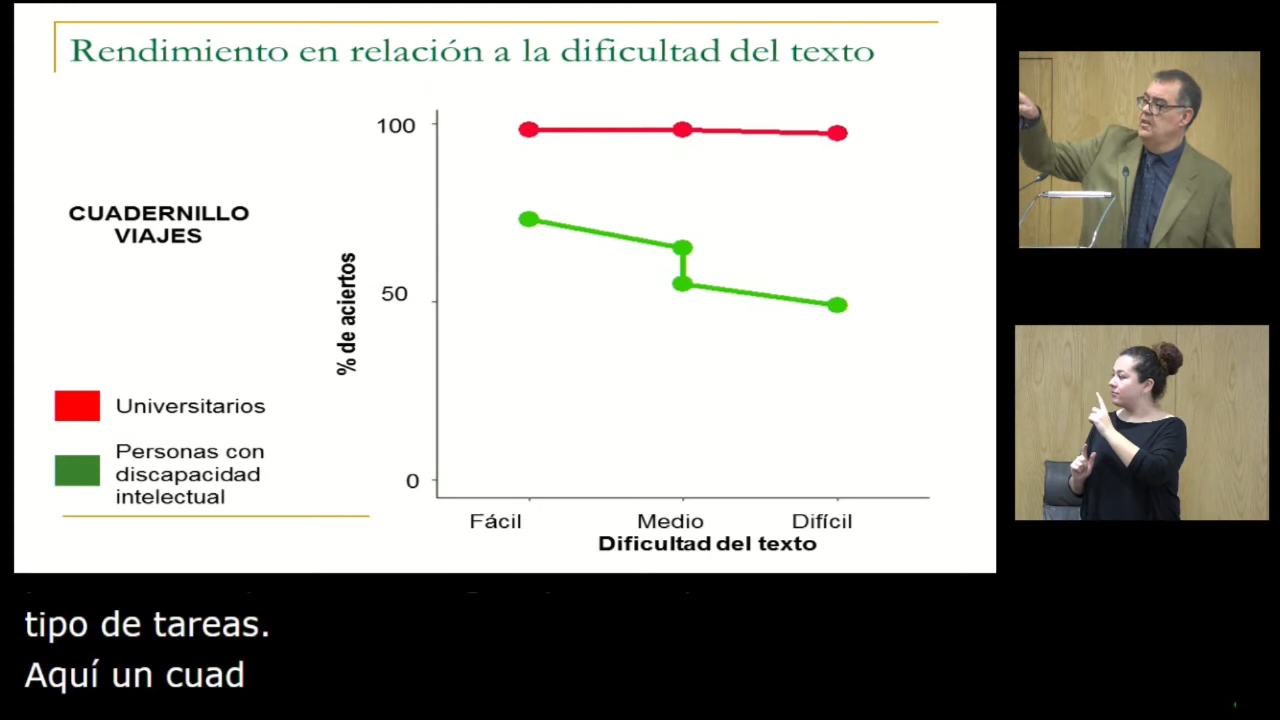 Rendimiento en relación a la dificultad del texto
CUADERNILLO
VIAJES
% de aciertos
100
50
0
Fácil
Medio
Difícil
Dificultad del texto
Universitarios
Personas con
discapacidad
intelectual
tipo de tareas.
Aquí un cuad